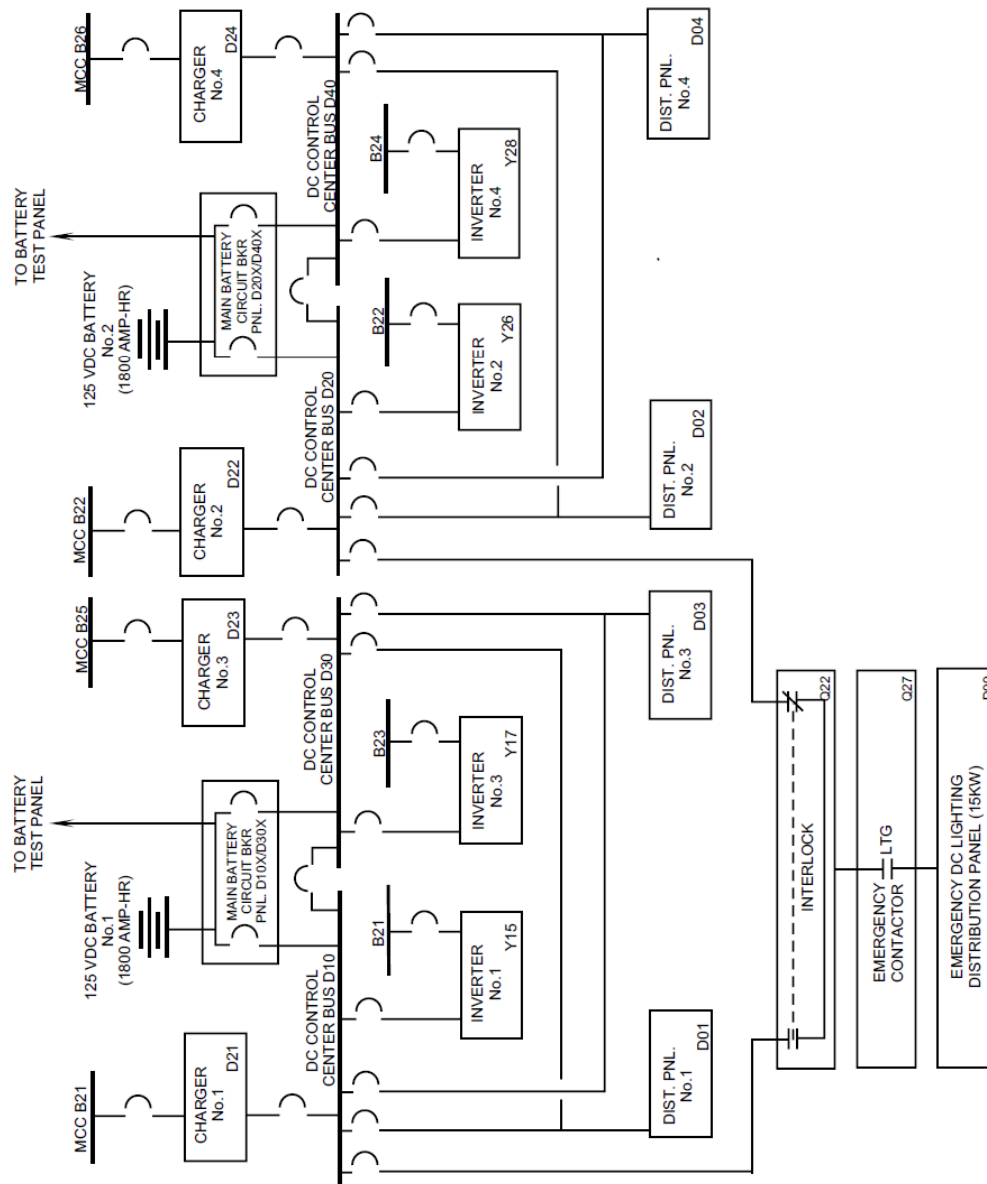 TO BATTERY
TEST PANEL
TO BATTERY
TEST PANEL
MCC B21
125 VDC BATTERY
No.1
(1800 AMP-HR)
MCC B25
MCC B22
125 VDC BATTERY
No.2
(1800 AMP-HR)
MCC B26
CHARGER
No.1
D21
MAIN BATTERY
CIRCUIT BKR
PNL. D10X/D30X
CHARGER
No.3
D23
CHARGER
No.2
D22
MAIN BATTERY
CIRCUIT BKR
PNL. D20X/D40X
CHARGER
No.4
D24
DC CONTROL
CENTER BUS D10
DC CONTROL
CENTER BUS D30
DC CONTROL
CENTER BUS D20
DC CONTROL
CENTER BUS D40
B21
B23
B22
B24
INVERTER
No.1
Y15
INVERTER
No.3
Y17
INVERTER
No.2
Y26
INVERTER
No.4
Y28
DIST. PNL.
No.1
D01
DIST. PNL.
No.3
D03
DIST. PNL.
No.2
D02
DIST. PNL.
No.4
D04
INTERLOCK
Q22
EMERGENCY LTG
CONTACTOR
Q27
EMERGENCY DC LIGHTING
DISTRIBUTION PANEL (15KW)